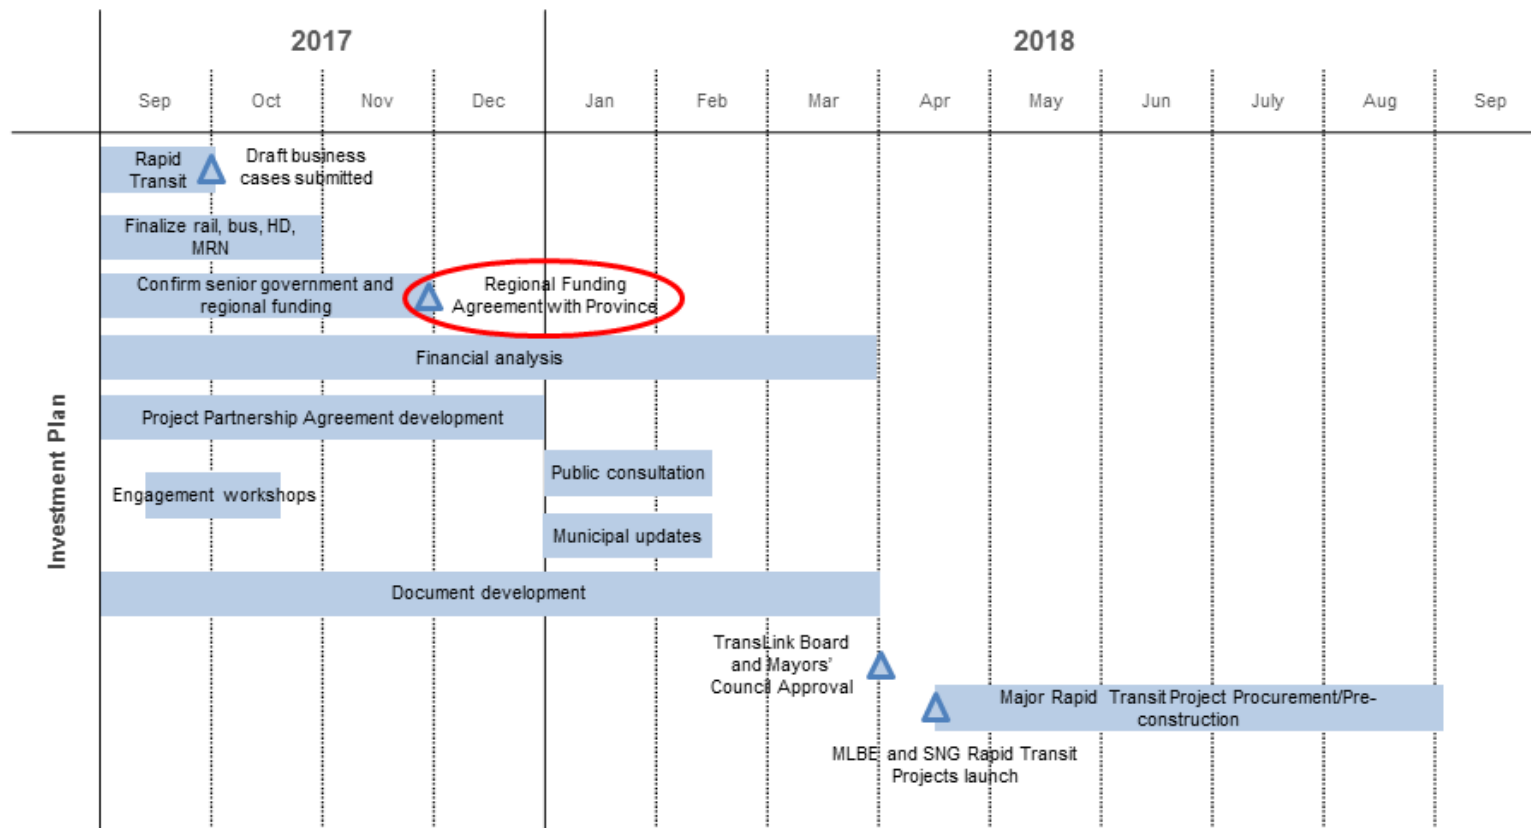 2017
2018
Sep
Oct
Nov
Dec
Jan
Feb
Mar
Apr
May
Jun
July
Aug
Sep
Investment Plan
Rapid
Transit
Draft business
cases submitted
Finalize rail, bus, HD,
MRN
Confirm senior government and
regional funding
Regional Funding
Agreement with Province
Financial analysis
Project Partnership Agreement development
Public consultation
Engagement workshops
Municipal updates
Document development
TransLink Board
and Mayors'
Council Approval
Major Rapid Transit Project Procurement/Pre-
construction
MLBE and SNG Rapid Transit
Projects launch